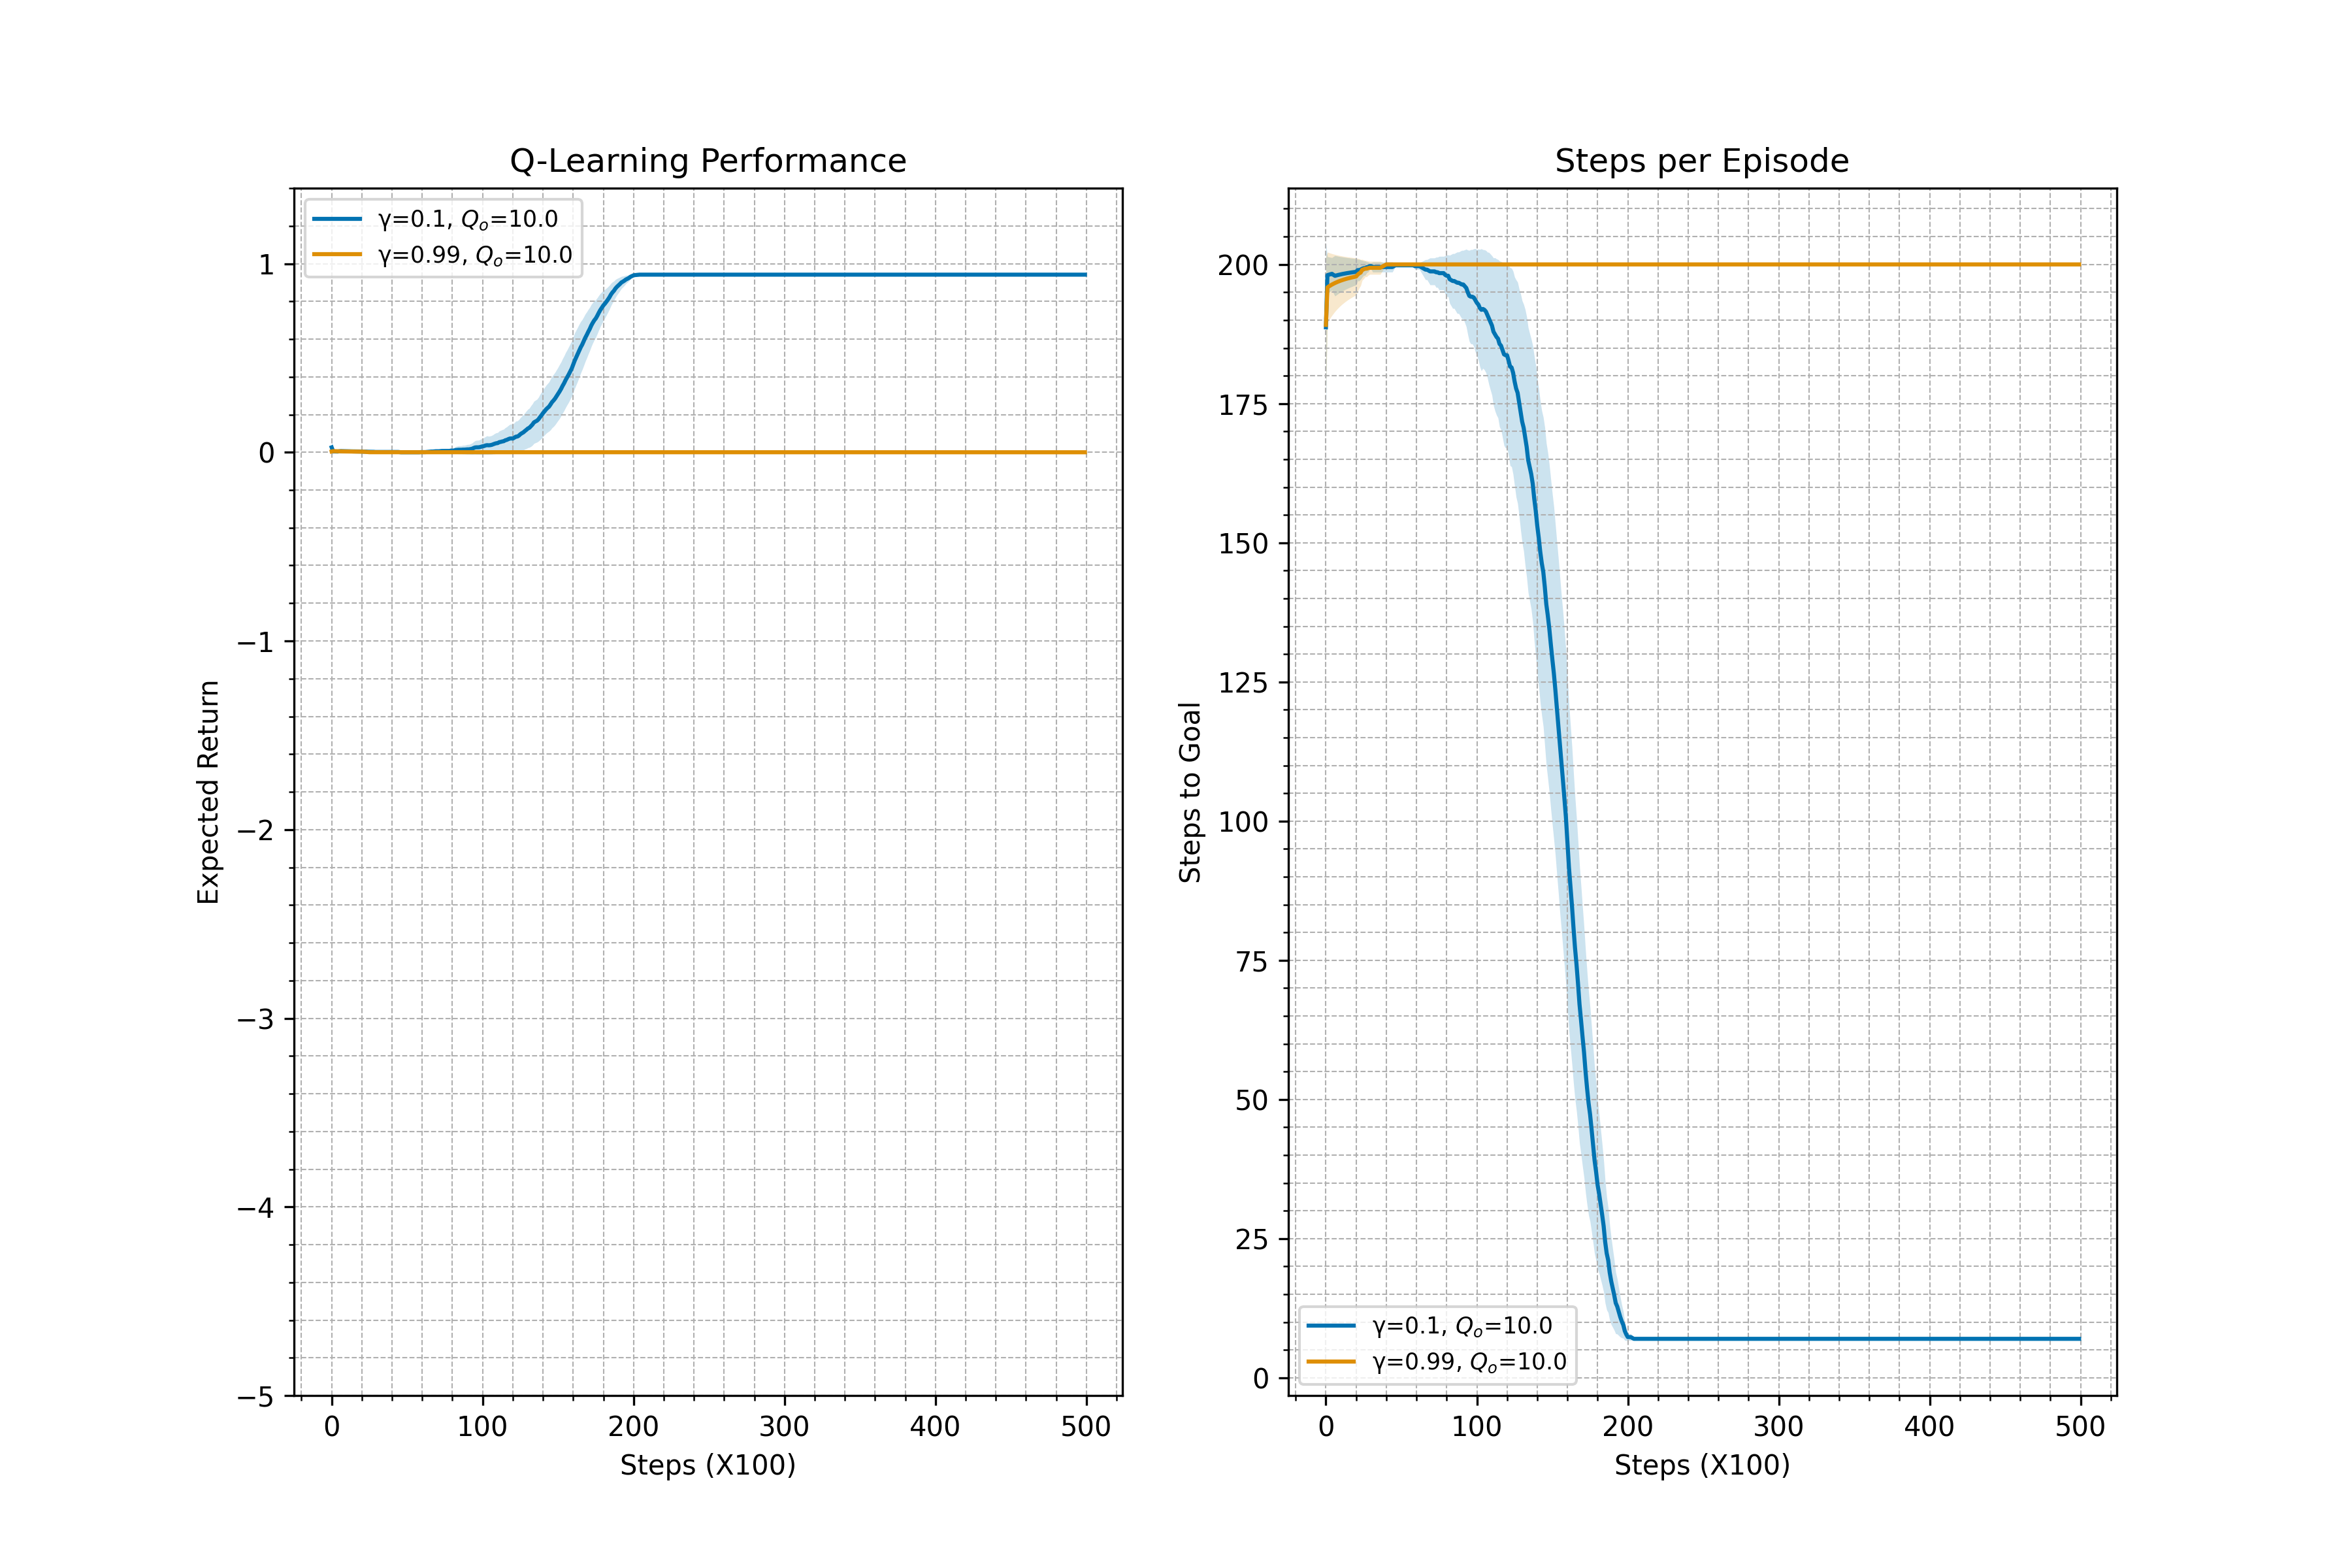 Q-Learning Performance
γ=0.1, Qₒ=10.0
γ=0.99, Qₒ=10.0
1
0
−1
−2
−3
−4
−5
Expected Return
0 100 200 300 400 500
Steps (X100)
Steps per Episode
200
175
150
125
100
75
50
25
0
Steps to Goal
γ=0.1, Qₒ=10.0
γ=0.99, Qₒ=10.0
0 100 200 300 400 500
Steps (X100)